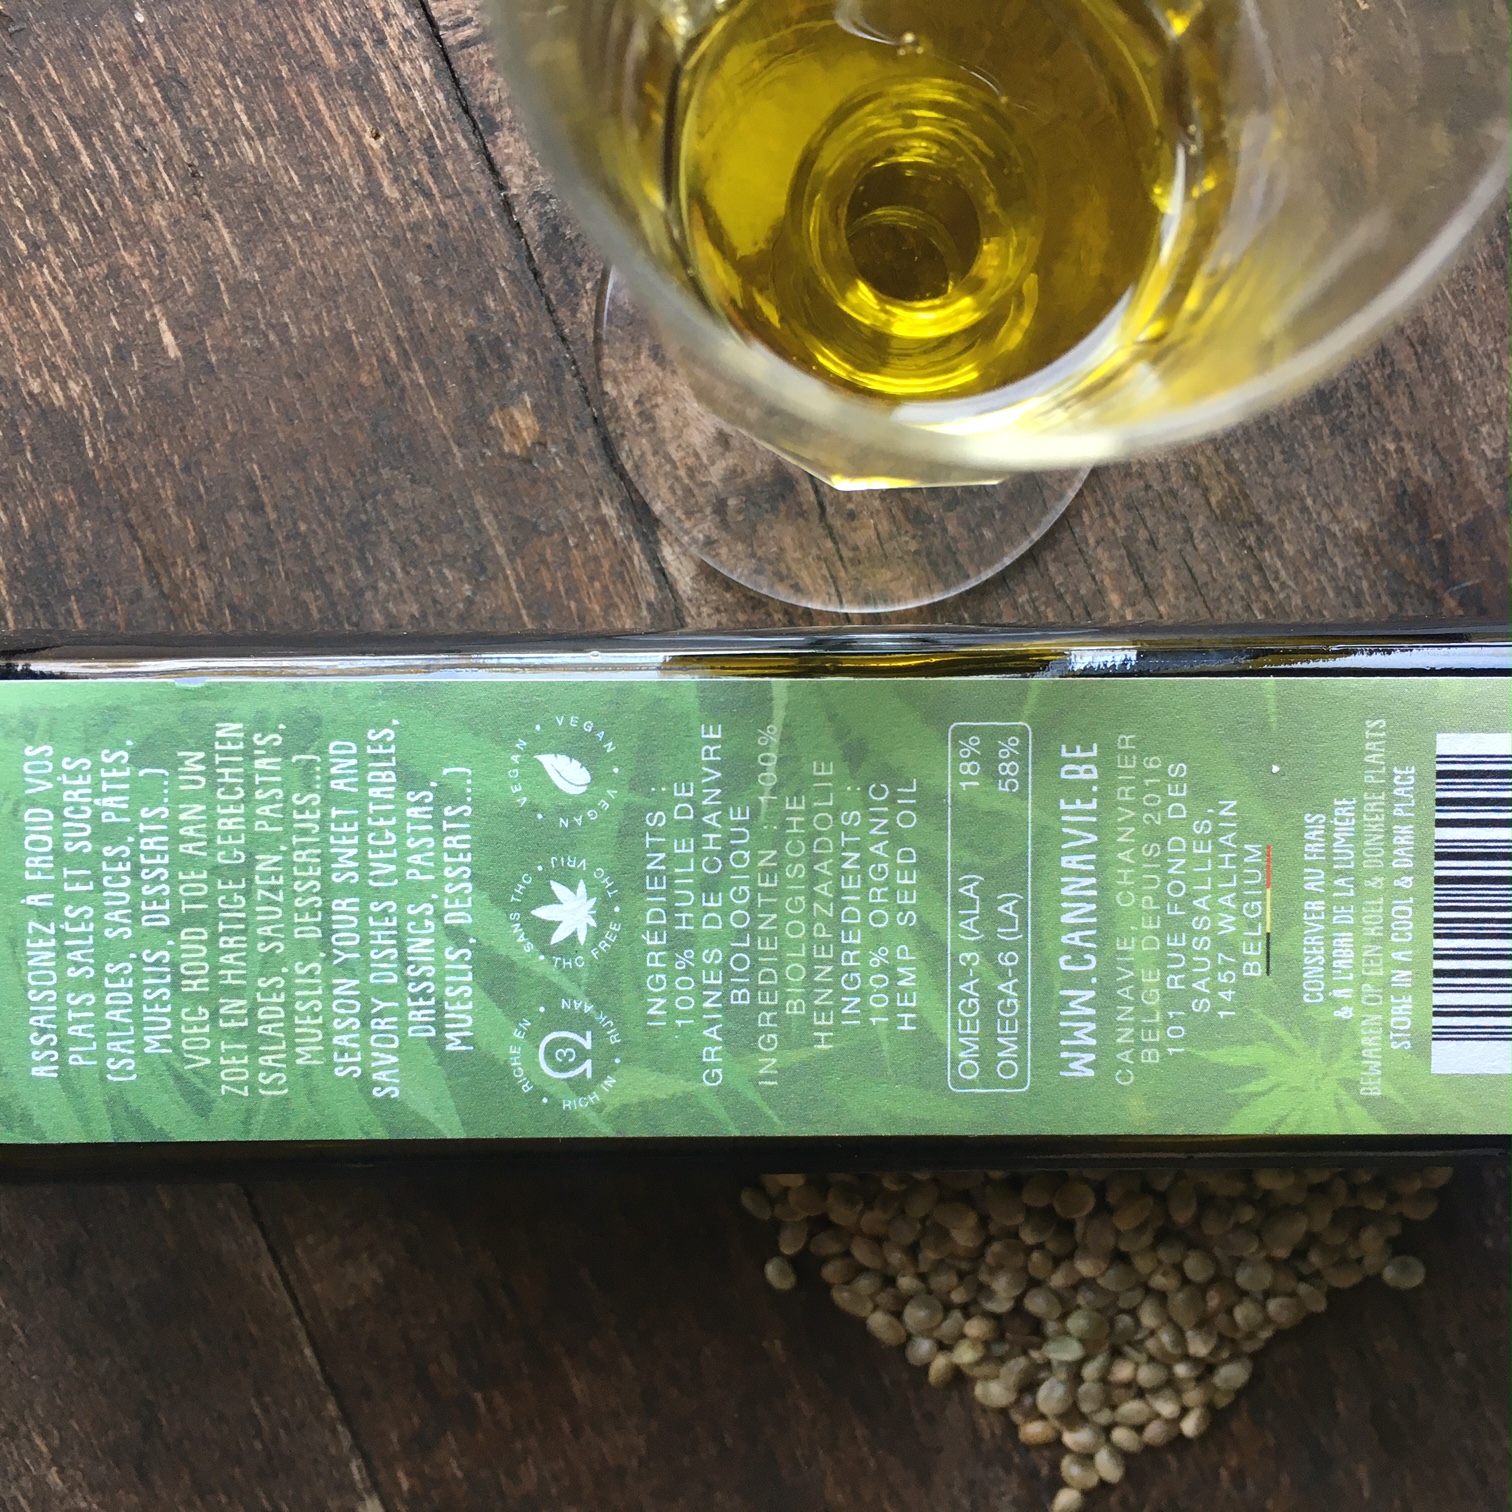 ASSAISONEZ À FROID VOS
PLATS SALÉS ET SUCRÉS
(SALADES, SAUCES, PÂTES,
MUESLIS, DESSERTS...)
VOEG KOUD TOE AAN UW
ZOET EN HARTIGE GERECHTEN
(SALADES, SAUZEN, PASTA'S,
MUESLIS, DESSERTJES...)
SEASON YOUR SWEET AND
SAVORY DISHES (VEGETABLES,
DRESSINGS, PASTAS,
MUESLIS, DESSERTS...)
RICHE EN • RIJK AAN • RICH IN •
Ω3
SANS THC • THC VRIJ • THC FREE •
VEGAN • VEGAN • VEGAN •
INGRÉDIENTS :
100% HUILE DE
GRAINES DE CHANVRE
BIOLOGIQUE
INGREDIENTEN : 100%
BIOLOGISCHE
HENNEPZAADOLIE
INGREDIENTS :
100% ORGANIC
HEMP SEED OIL
OMEGA-3 (ALA) 18%
OMEGA-6 (LA) 58%
WWW.CANNAVIE.BE
CANNAVIE, CHANVRIER
BELGE DEPUIS 2016
101 RUE FOND DES
SAUSSALLES,
1457 WALHAIN
BELGIUM
CONSERVER AU FRAIS
& À L'ABRI DE LA LUMIÈRE
BEWAREN OP EEN KOEL & DONKERE PLAATS
STORE IN A COOL & DARK PLACE